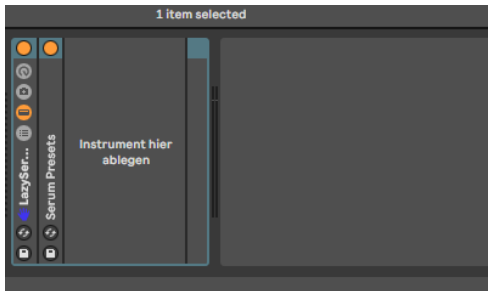 1 item selected
LazySer...
Serum Presets
Instrument hier
ablegen